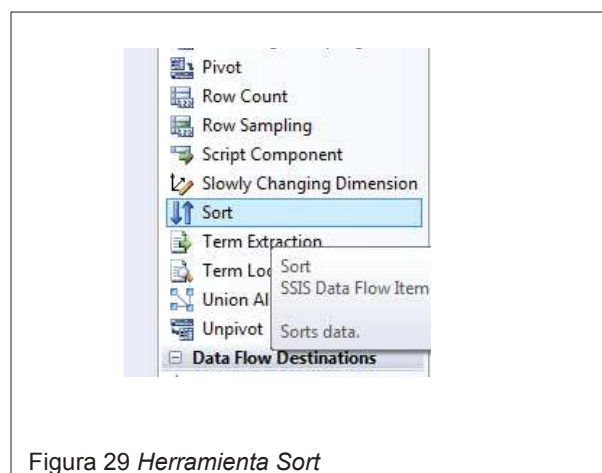 Pivot
Row Count
Row Sampling
Script Component
Slowly Changing Dimension
Sort
Term Extraction
Term Loo
Union Al
Unpivot
Sort
SSIS Data Flow Item
Sorts data.
Data Flow Destinations
Figura 29 Herramienta Sort